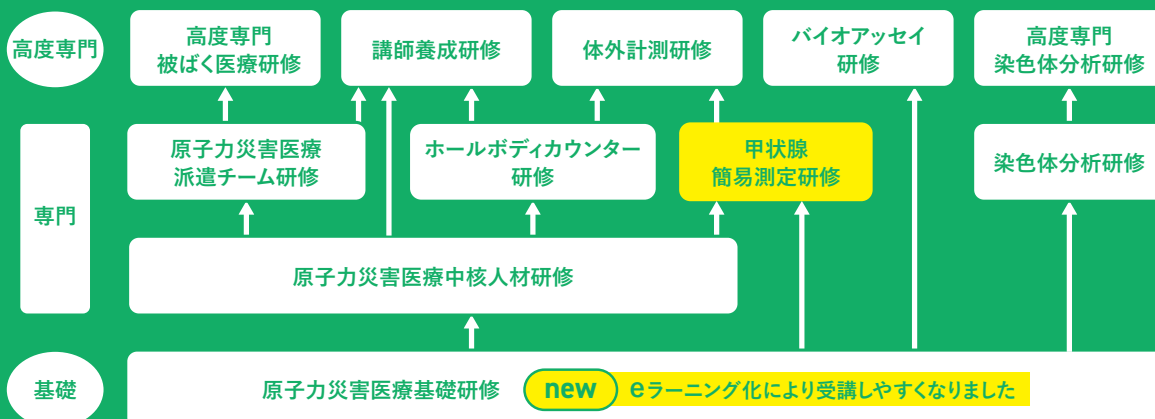 高度専門
高度専門
被ばく医療研修
講師養成研修
体外計測研修
バイオアッセイ
研修
高度専門
染色体分析研修
専門
原子力災害医療
派遣チーム研修
ホールボディカウンター
研修
甲状腺
簡易測定研修
染色体分析研修
原子力災害医療中核人材研修
基礎
原子力災害医療基礎研修 new eラーニング化により受講しやすくなりました